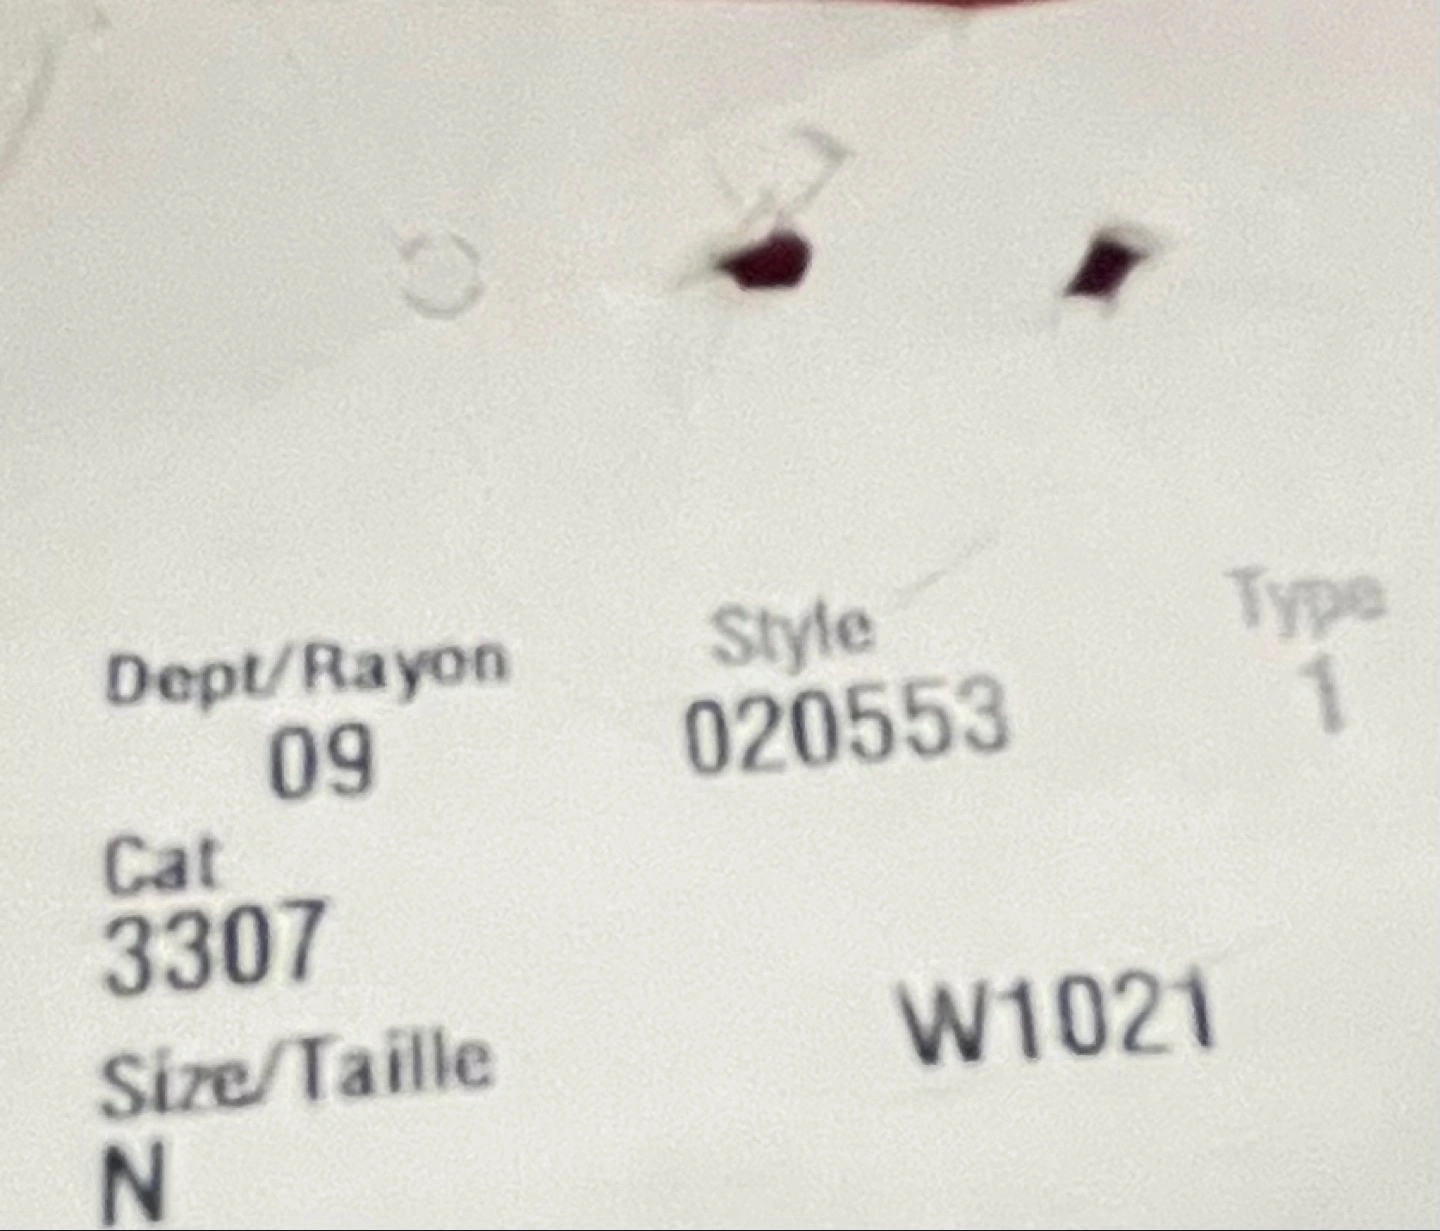 Dept/Rayon Style Type
09 020553 1
Cat
3307
W1021
Size/Taille
N